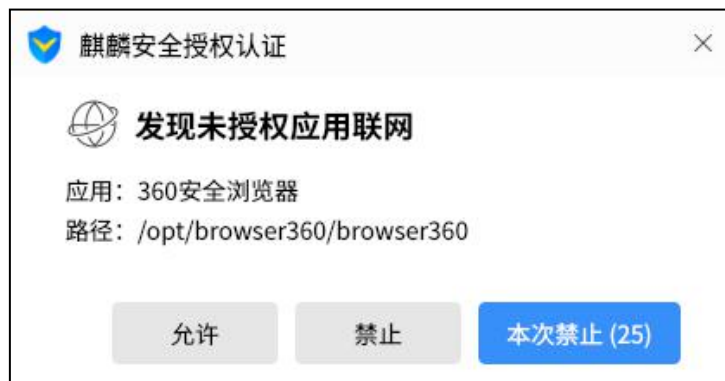 麒麟安全授权认证
发现未授权应用联网
应用：360安全浏览器
路径：/opt/browser360/browser360
允许 禁止 本次禁止 (25)